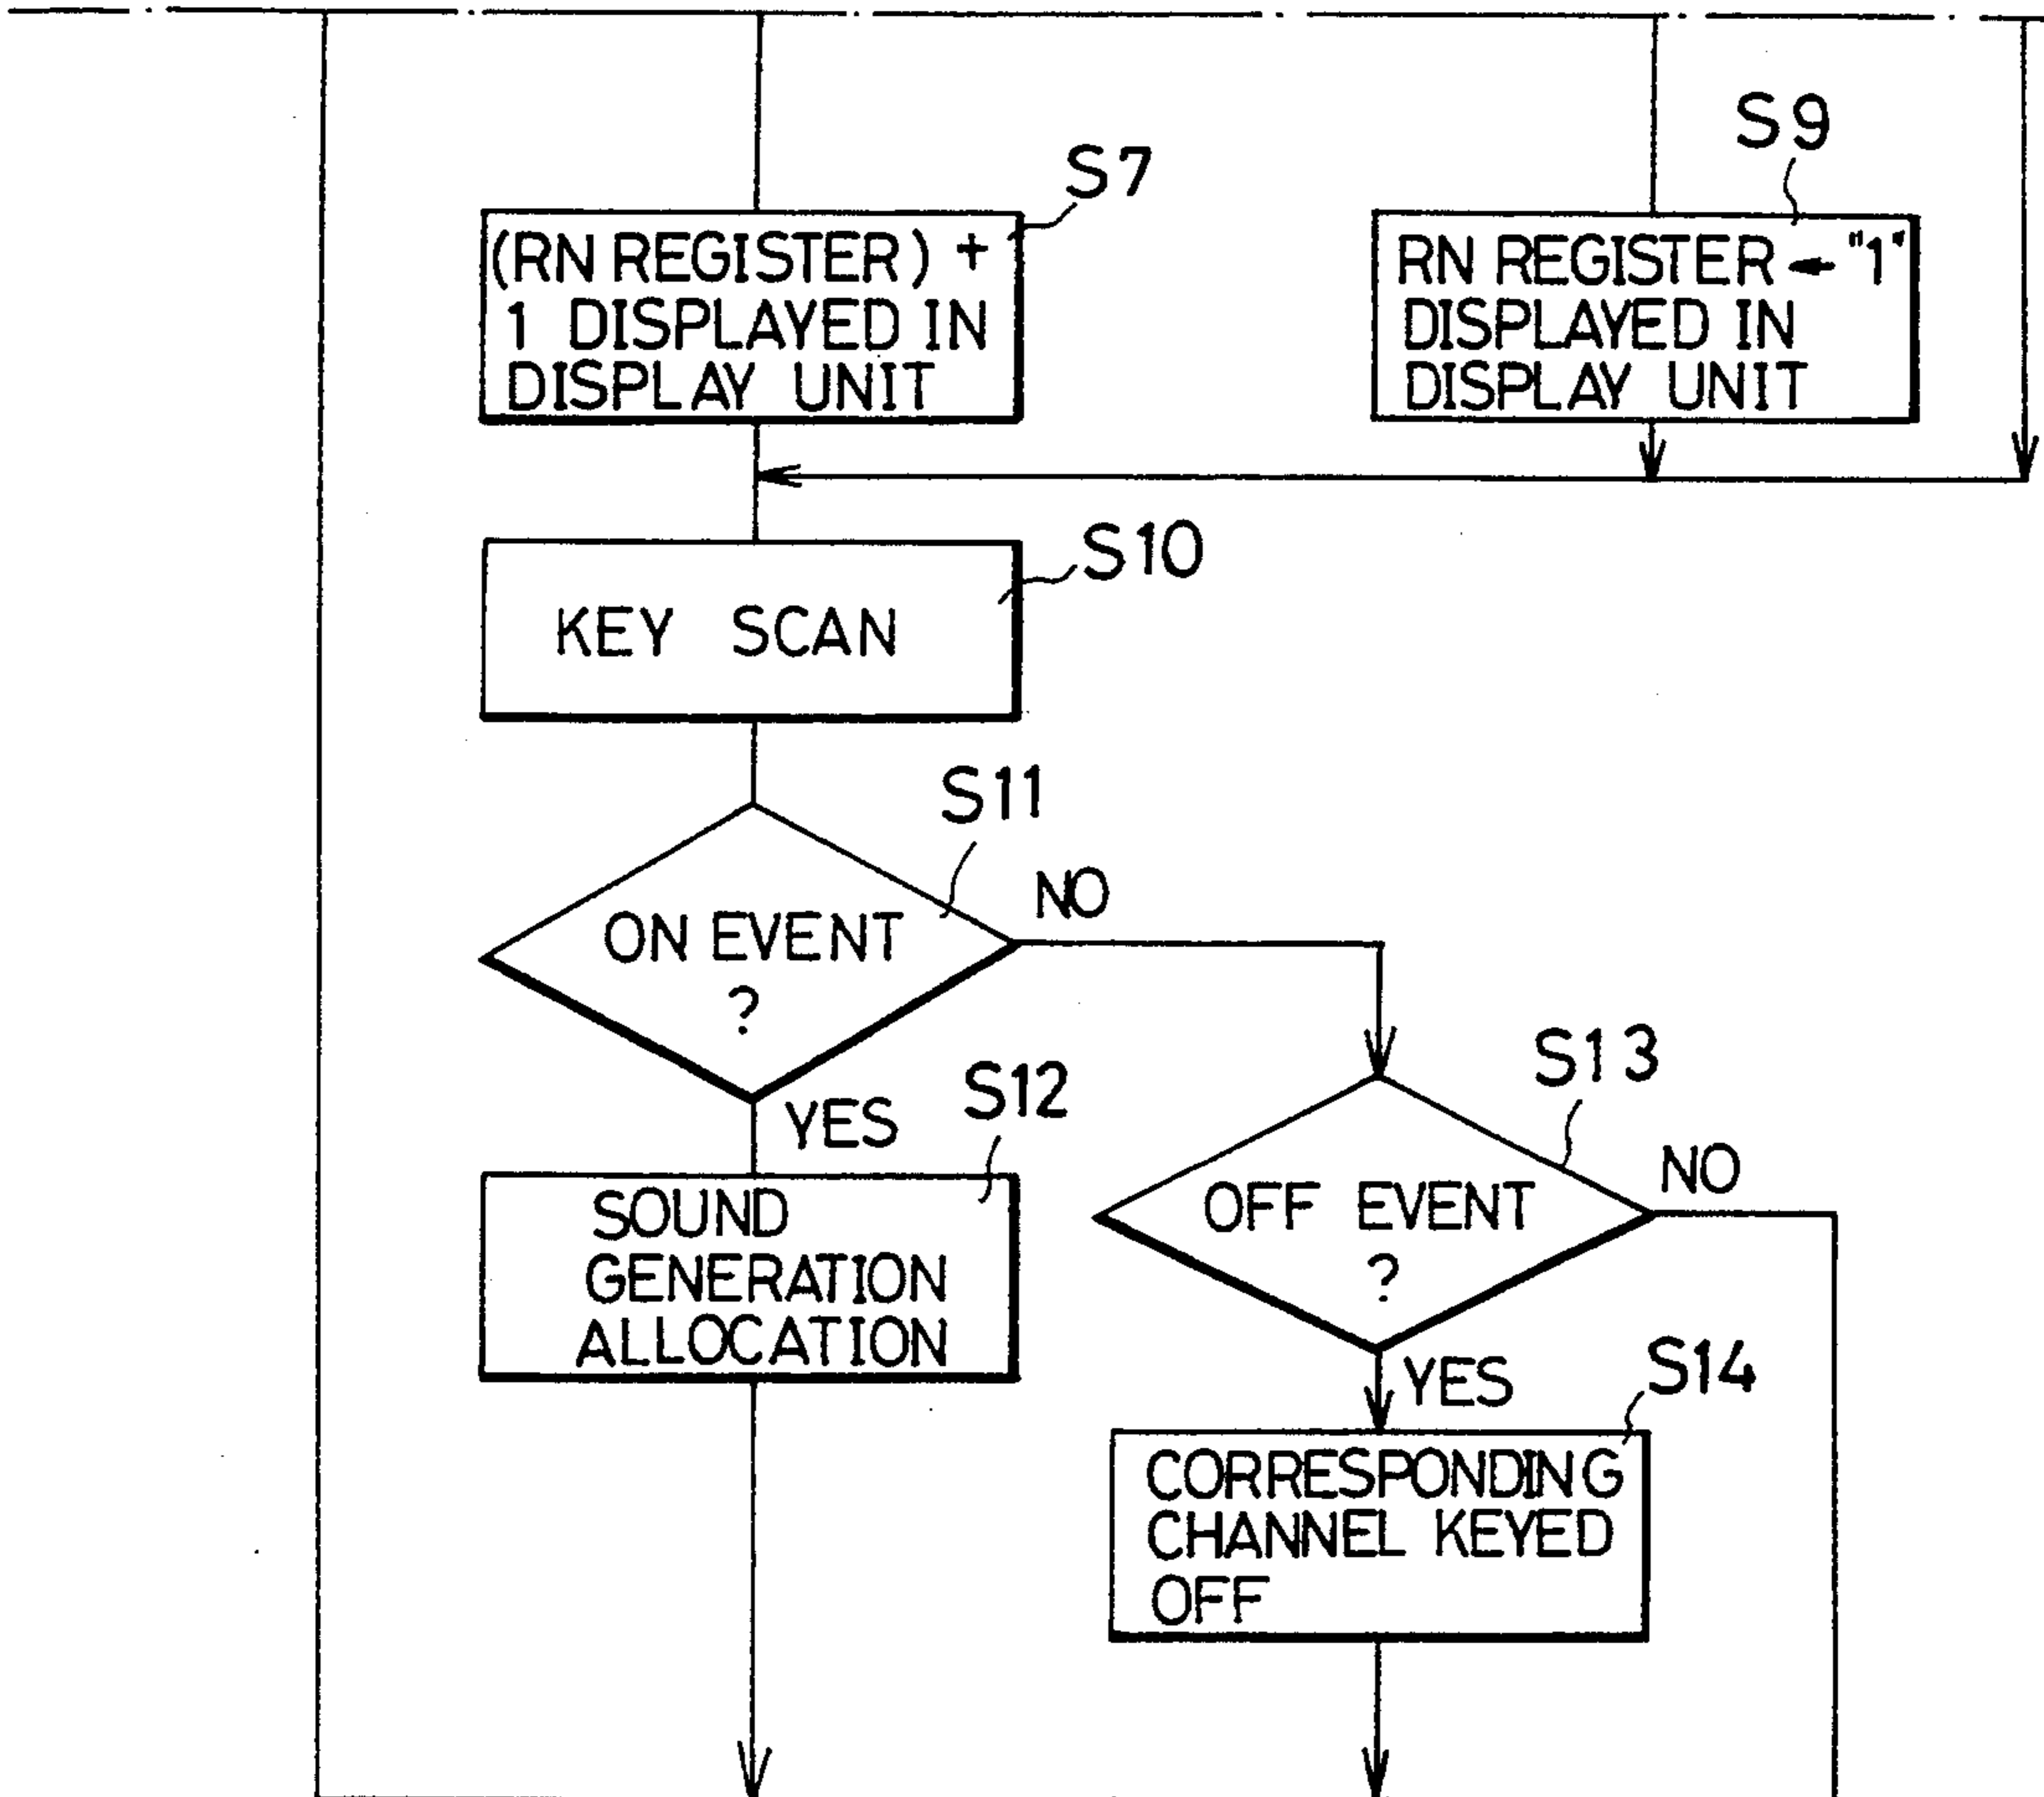 S7
(RN REGISTER) +
1 DISPLAYED IN
DISPLAY UNIT
S9
RN REGISTER ← "1"
DISPLAYED IN
DISPLAY UNIT
S10
KEY SCAN
S11
ON EVENT
?
NO
YES
S12
SOUND
GENERATION
ALLOCATION
S13
OFF EVENT
?
NO
YES
S14
CORRESPONDING
CHANNEL KEYED
OFF